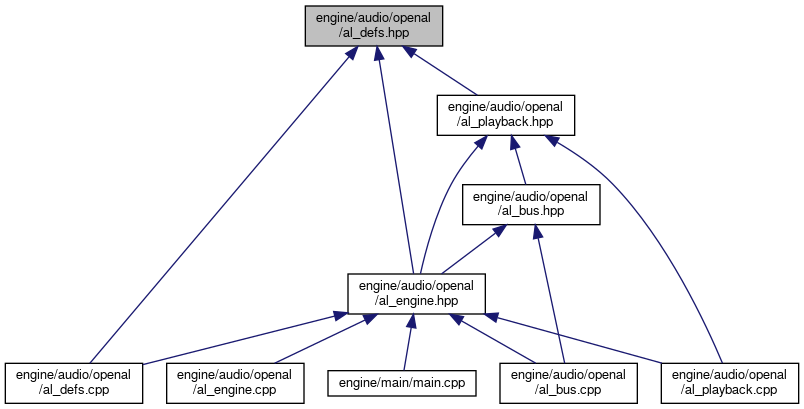 engine/audio/openal
/al_defs.hpp
engine/audio/openal
/al_playback.hpp
engine/audio/openal
/al_bus.hpp
engine/audio/openal
/al_engine.hpp
engine/audio/openal
/al_defs.cpp
engine/audio/openal
/al_engine.cpp
engine/main/main.cpp
engine/audio/openal
/al_bus.cpp
engine/audio/openal
/al_playback.cpp